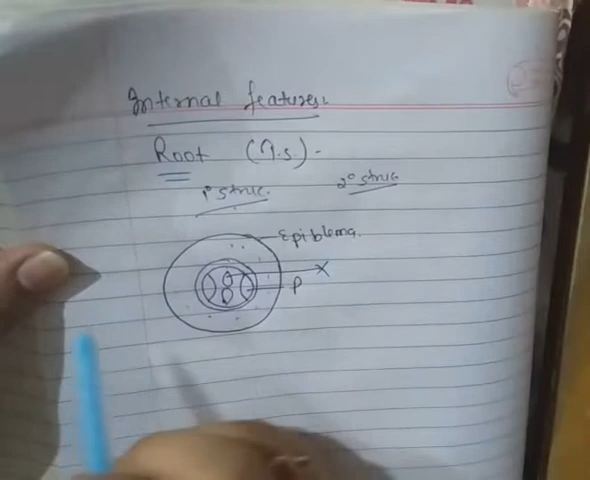 Internal features:
Root (T.S).
1° struc. 2° struc.
Epiblema.
X
P